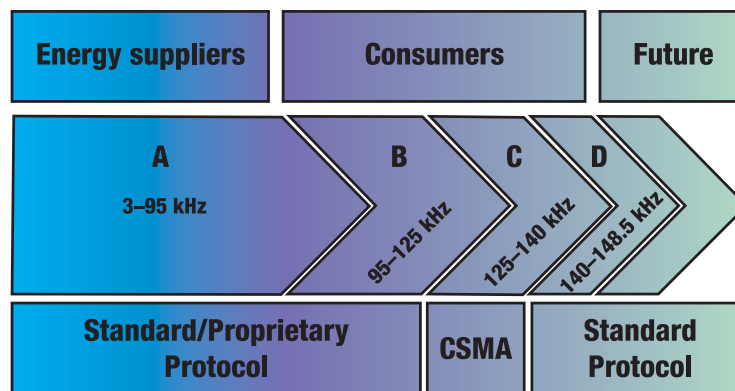 Energy suppliers
Consumers
Future
A
B
C
D
3–95 kHz
95–125 kHz
125–140 kHz
140–148.5 kHz
Standard/Proprietary
Protocol
CSMA
Standard
Protocol